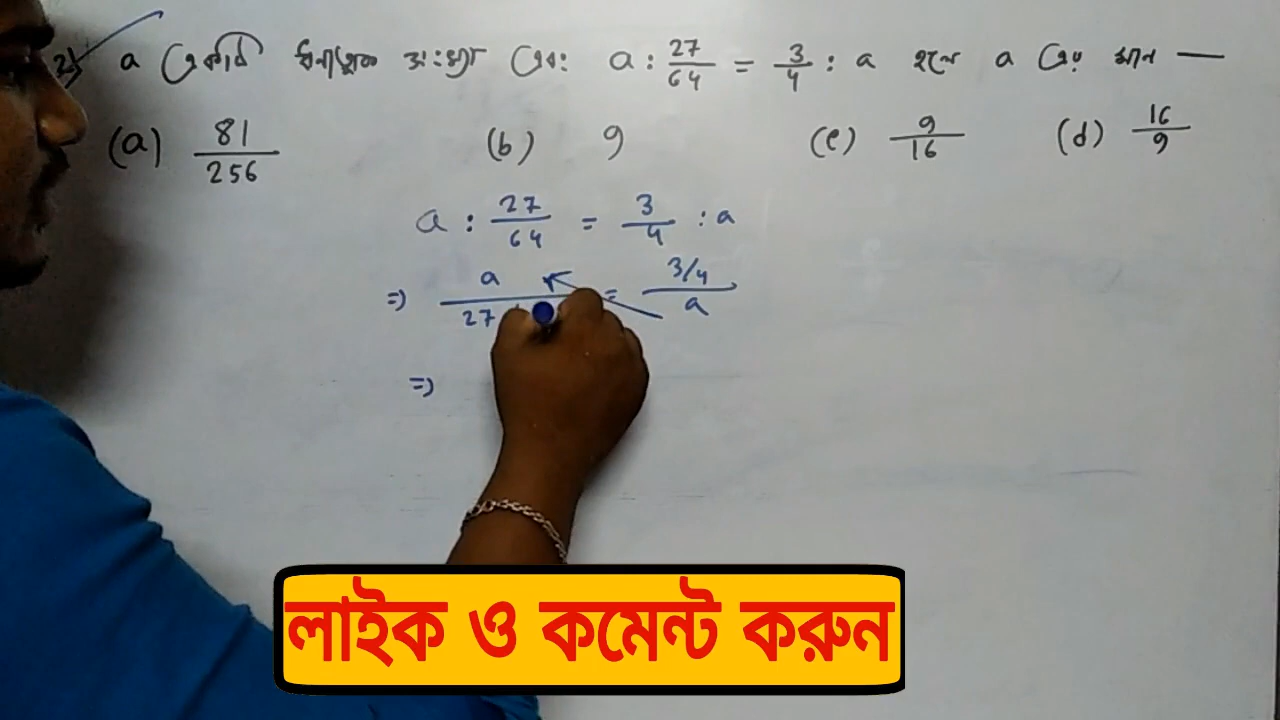 2) a একটি ধনাত্মক সংখ্যা এবং a : 27/64 = 3/4 : a হলে a এর মান —
(a) 81/256 (b) 9 (c) 9/16 (d) 16/9
a : 27/64 = 3/4 : a
⇒ a/27 = 3/4/a
⇒
লাইক ও কমেন্ট করুন